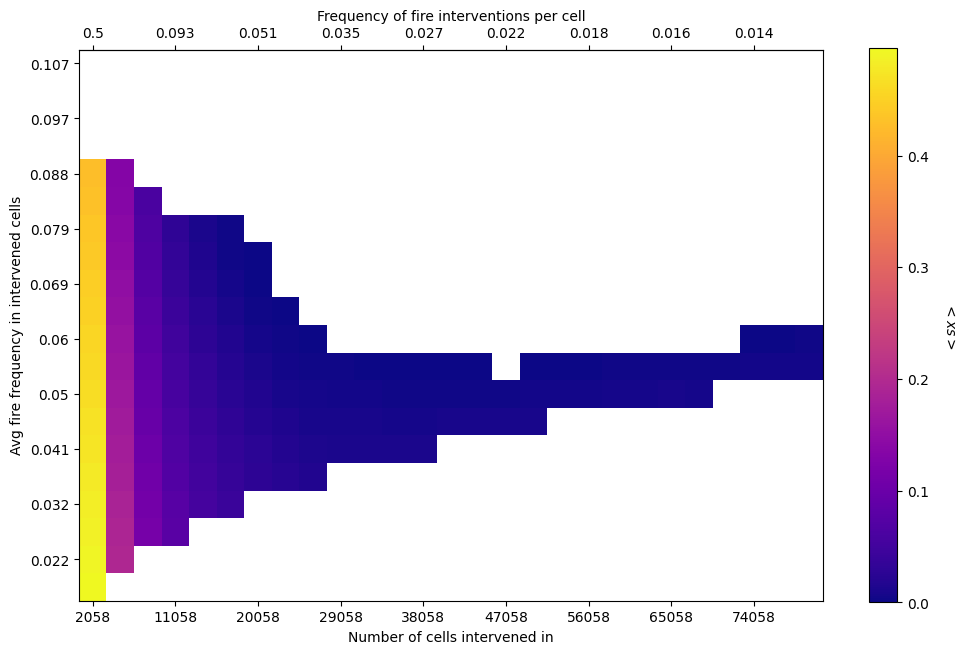 Frequency of fire interventions per cell
0.5 0.093 0.051 0.035 0.027 0.022 0.018 0.016 0.014
0.107
0.097
0.088
0.079
0.069
0.06
0.05
0.041
0.032
0.022
Avg fire frequency in intervened cells
2058 11058 20058 29058 38058 47058 56058 65058 74058
Number of cells intervened in
0.4
0.3
0.2
0.1
0.0
< sx >